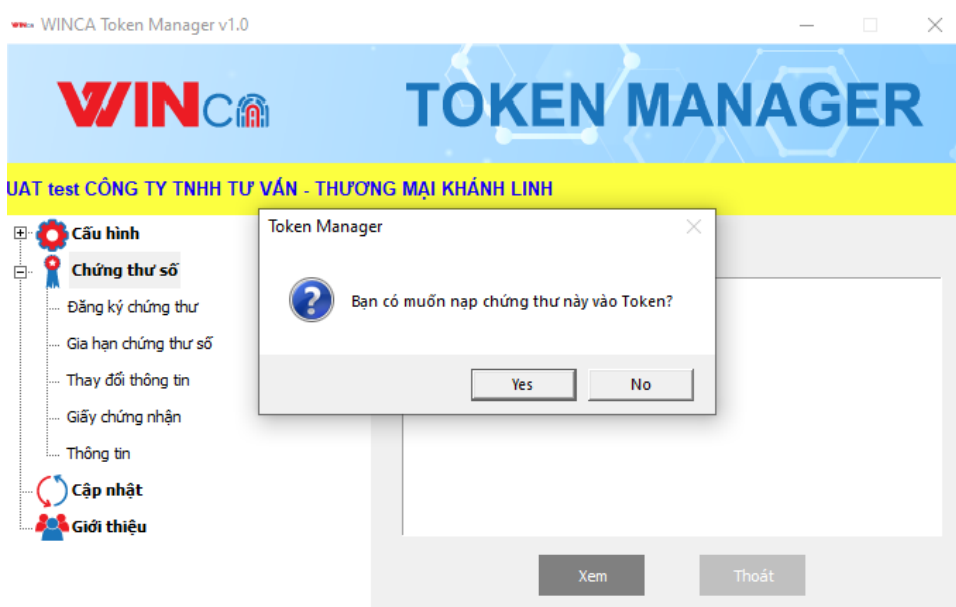 WINCA Token Manager v1.0
WINCA
TOKEN MANAGER
UAT test CÔNG TY TNHH TƯ VẤN - THƯƠNG MẠI KHÁNH LINH
Token Manager
Cấu hình
Chứng thư số
Bạn có muốn nạp chứng thư này vào Token?
Đăng ký chứng thư
Gia hạn chứng thư số
Thay đổi thông tin
Yes
No
Giấy chứng nhận
Thông tin
Cập nhật
Giới thiệu
Xem
Thoát